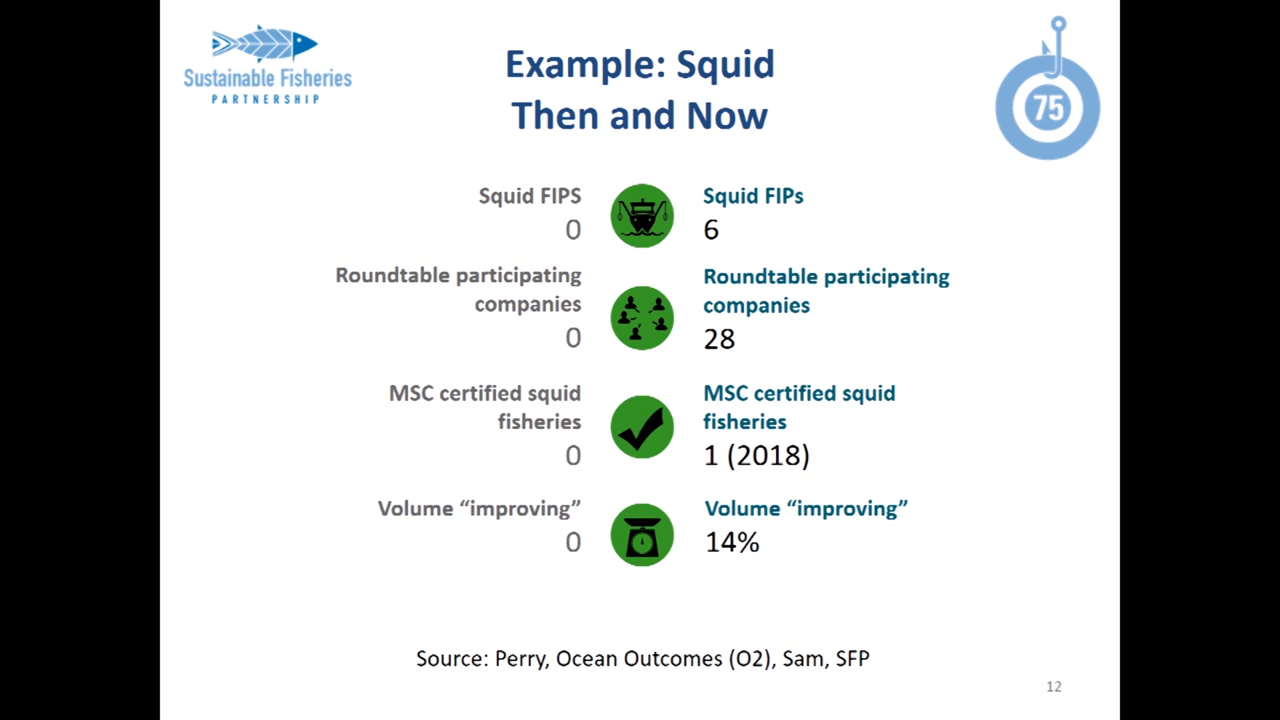 Sustainable Fisheries
PARTNERSHIP
Example: Squid
Then and Now
75
Squid FIPS
0
Squid FIPs
6
Roundtable participating
companies
0
Roundtable participating
companies
28
MSC certified squid
fisheries
0
MSC certified squid
fisheries
1 (2018)
Volume “improving”
0
Volume “improving”
14%
Source: Perry, Ocean Outcomes (O2), Sam, SFP
12